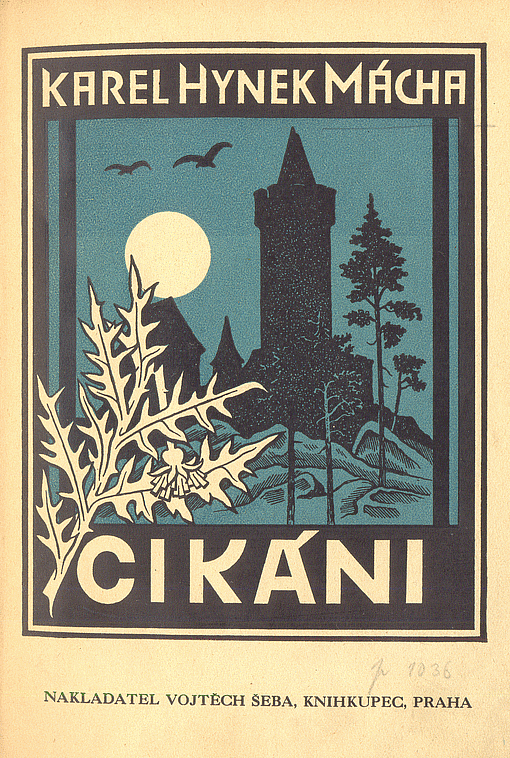 KAREL HYNEK MÁCHA
CIKÁNI
NAKLADATEL VOJTĚCH ŠEBA, KNIHKUPEC, PRAHA